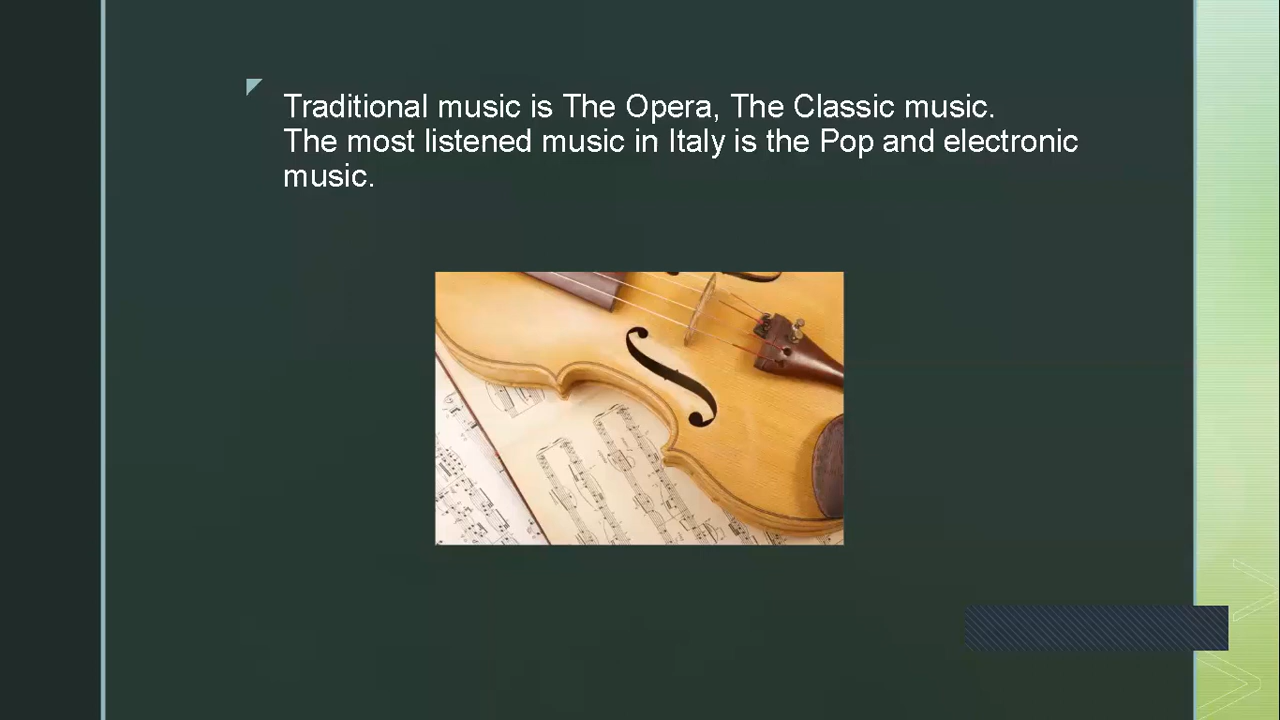 Traditional music is The Opera, The Classic music.
The most listened music in Italy is the Pop and electronic
music.